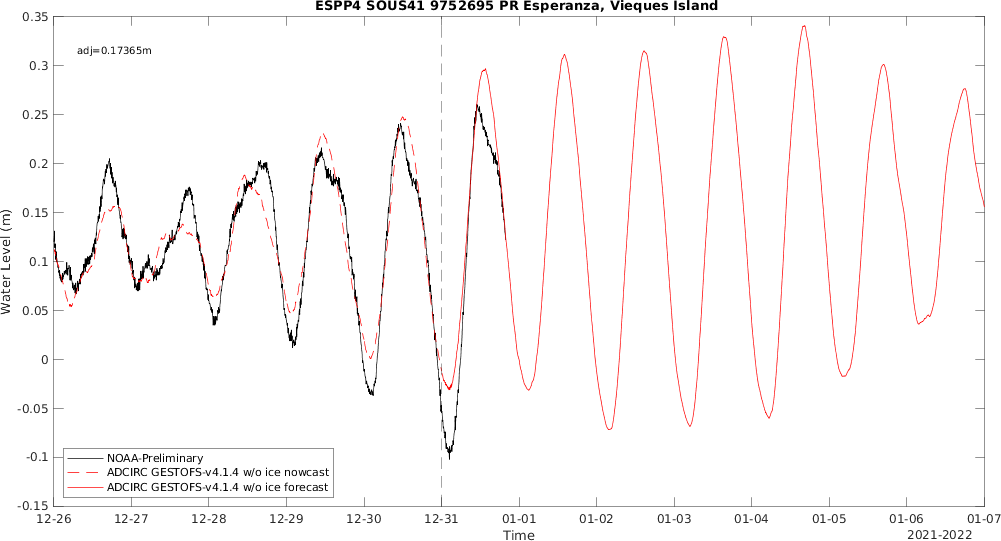 ESPP4 SOUS41 9752695 PR Esperanza, Vieques Island
adj=0.17365m
0.35
0.3
0.25
0.2
0.15
0.1
0.05
0
-0.05
-0.1
-0.15
Water Level (m)
NOAA-Preliminary
ADCIRC GESTOFS-v4.1.4 w/o ice nowcast
ADCIRC GESTOFS-v4.1.4 w/o ice forecast
12-26 12-27 12-28 12-29 12-30 12-31 01-01 01-02 01-03 01-04 01-05 01-06 01-07
Time
2021-2022